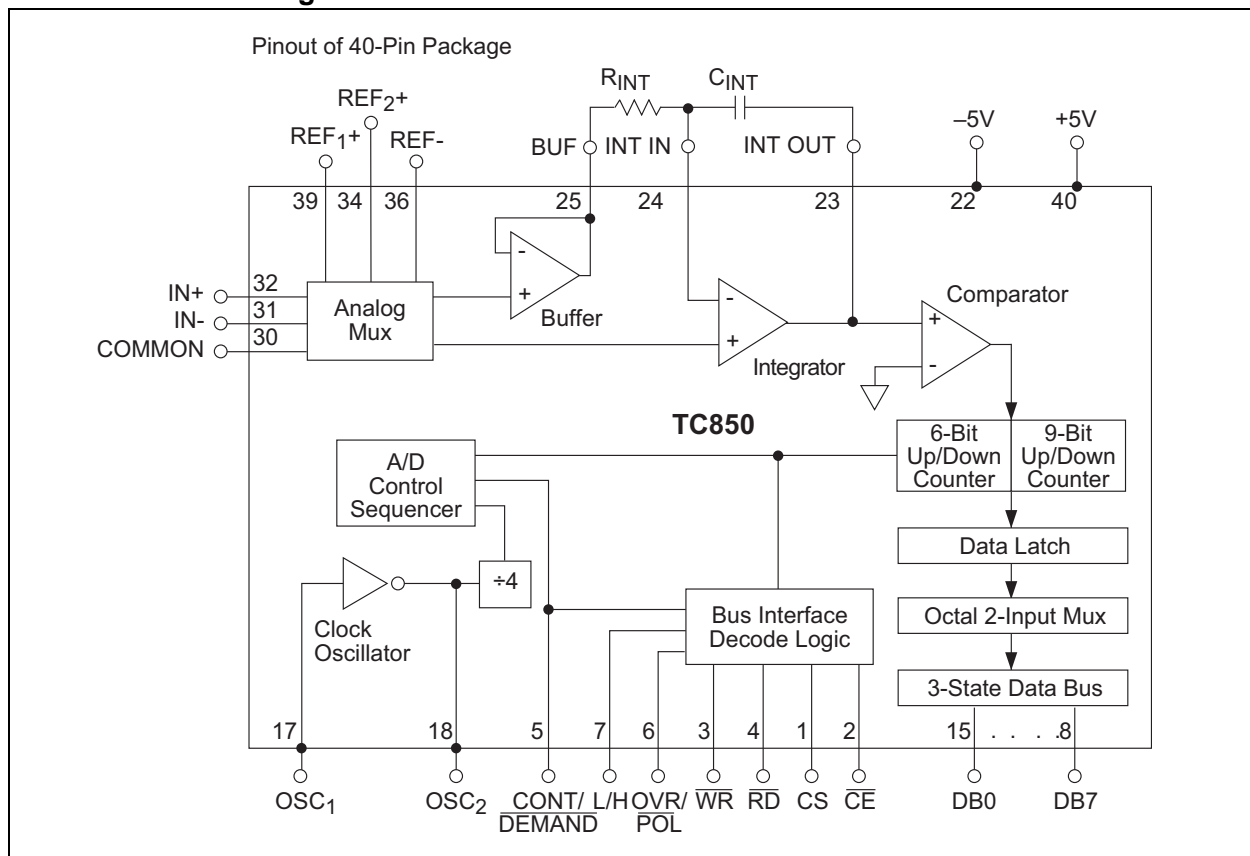 Pinout of 40-Pin Package
RINT
CINT
REF2+
REF1+
REF-
BUF
INT IN
INT OUT
–5V
+5V
39
34
36
25
24
23
22
40
IN+
32
IN-
31
COMMON
30
Analog
Mux
-
+
Buffer
-
+
Integrator
Comparator
+
-
TC850
6-Bit
Up/Down
Counter
9-Bit
Up/Down
Counter
A/D
Control
Sequencer
Data Latch
÷4
Bus Interface
Decode Logic
Octal 2-Input Mux
Clock
Oscillator
3-State Data Bus
17
18
5
7
6
3
4
1
2
15 . . . . 8
OSC1
OSC2
CONT/
DEMAND
L/H
OVR/
POL
WR
RD
CS
CE
DB0
DB7